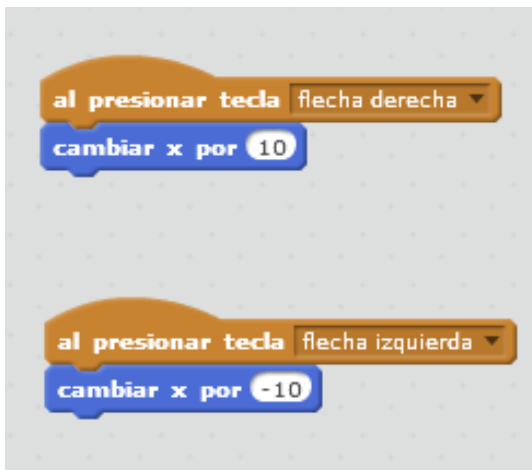 al presionar tecla flecha derecha
cambiar x por 10
al presionar tecla flecha izquierda
cambiar x por -10